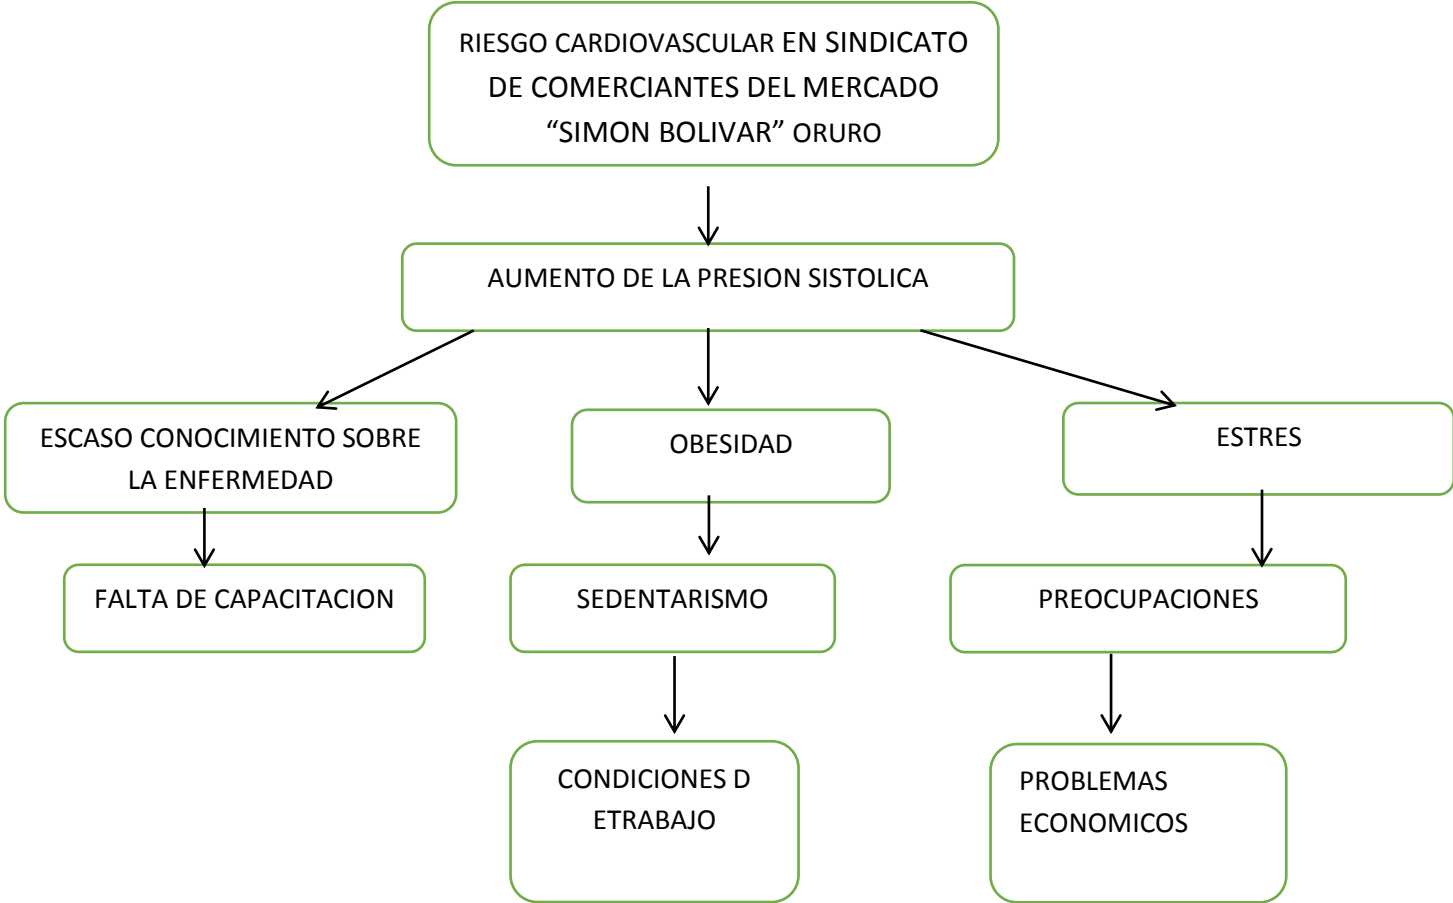 RIESGO CARDIOVASCULAR EN SINDICATO
DE COMERCIANTES DEL MERCADO
“SIMON BOLIVAR” ORURO
AUMENTO DE LA PRESION SISTOLICA
ESCASO CONOCIMIENTO SOBRE
LA ENFERMEDAD
OBESIDAD
ESTRES
FALTA DE CAPACITACION
SEDENTARISMO
PREOCUPACIONES
CONDICIONES D
ETRABAJO
PROBLEMAS
ECONOMICOS